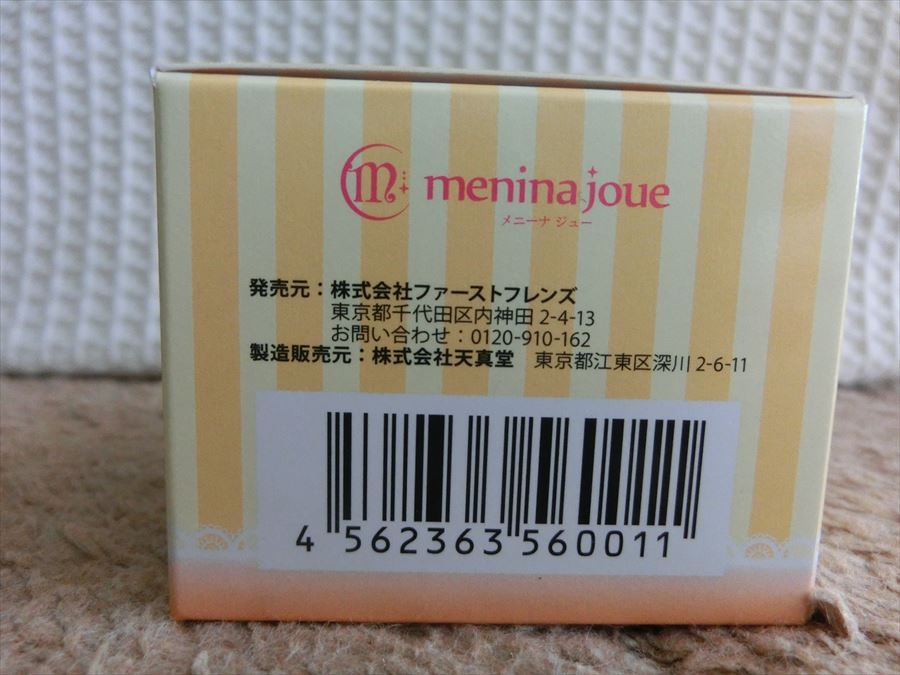 m menina joue
メニーナ ジュー
発売元：株式会社ファーストフレンズ
東京都千代田区内神田 2-4-13
お問い合わせ：0120-910-162
製造販売元：株式会社天真堂 東京都江東区深川 2-6-11
4 562363 560011